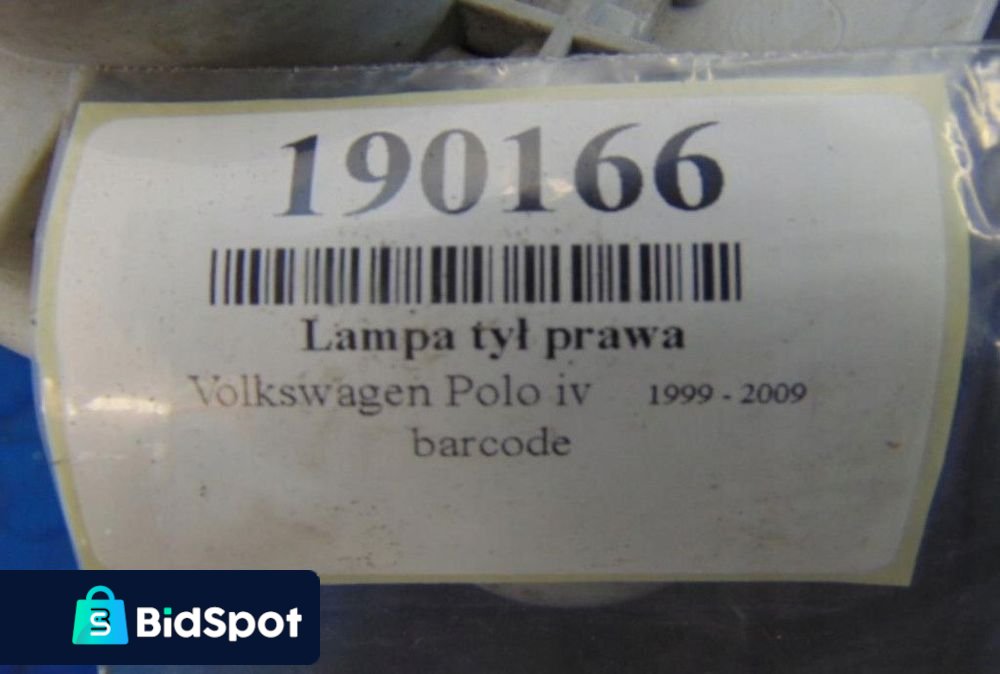 190166
Lampa tył prawa
Volkswagen Polo iv 1999 - 2009
barcode
BidSpot